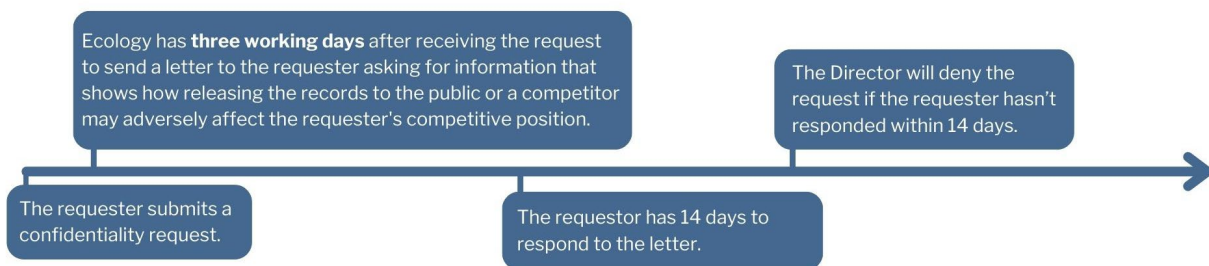 Ecology has three working days after receiving the request
to send a letter to the requester asking for information that
shows how releasing the records to the public or a competitor
may adversely affect the requester's competitive position.
The Director will deny the
request if the requester hasn’t
responded within 14 days.
The requester submits a
confidentiality request.
The requestor has 14 days to
respond to the letter.